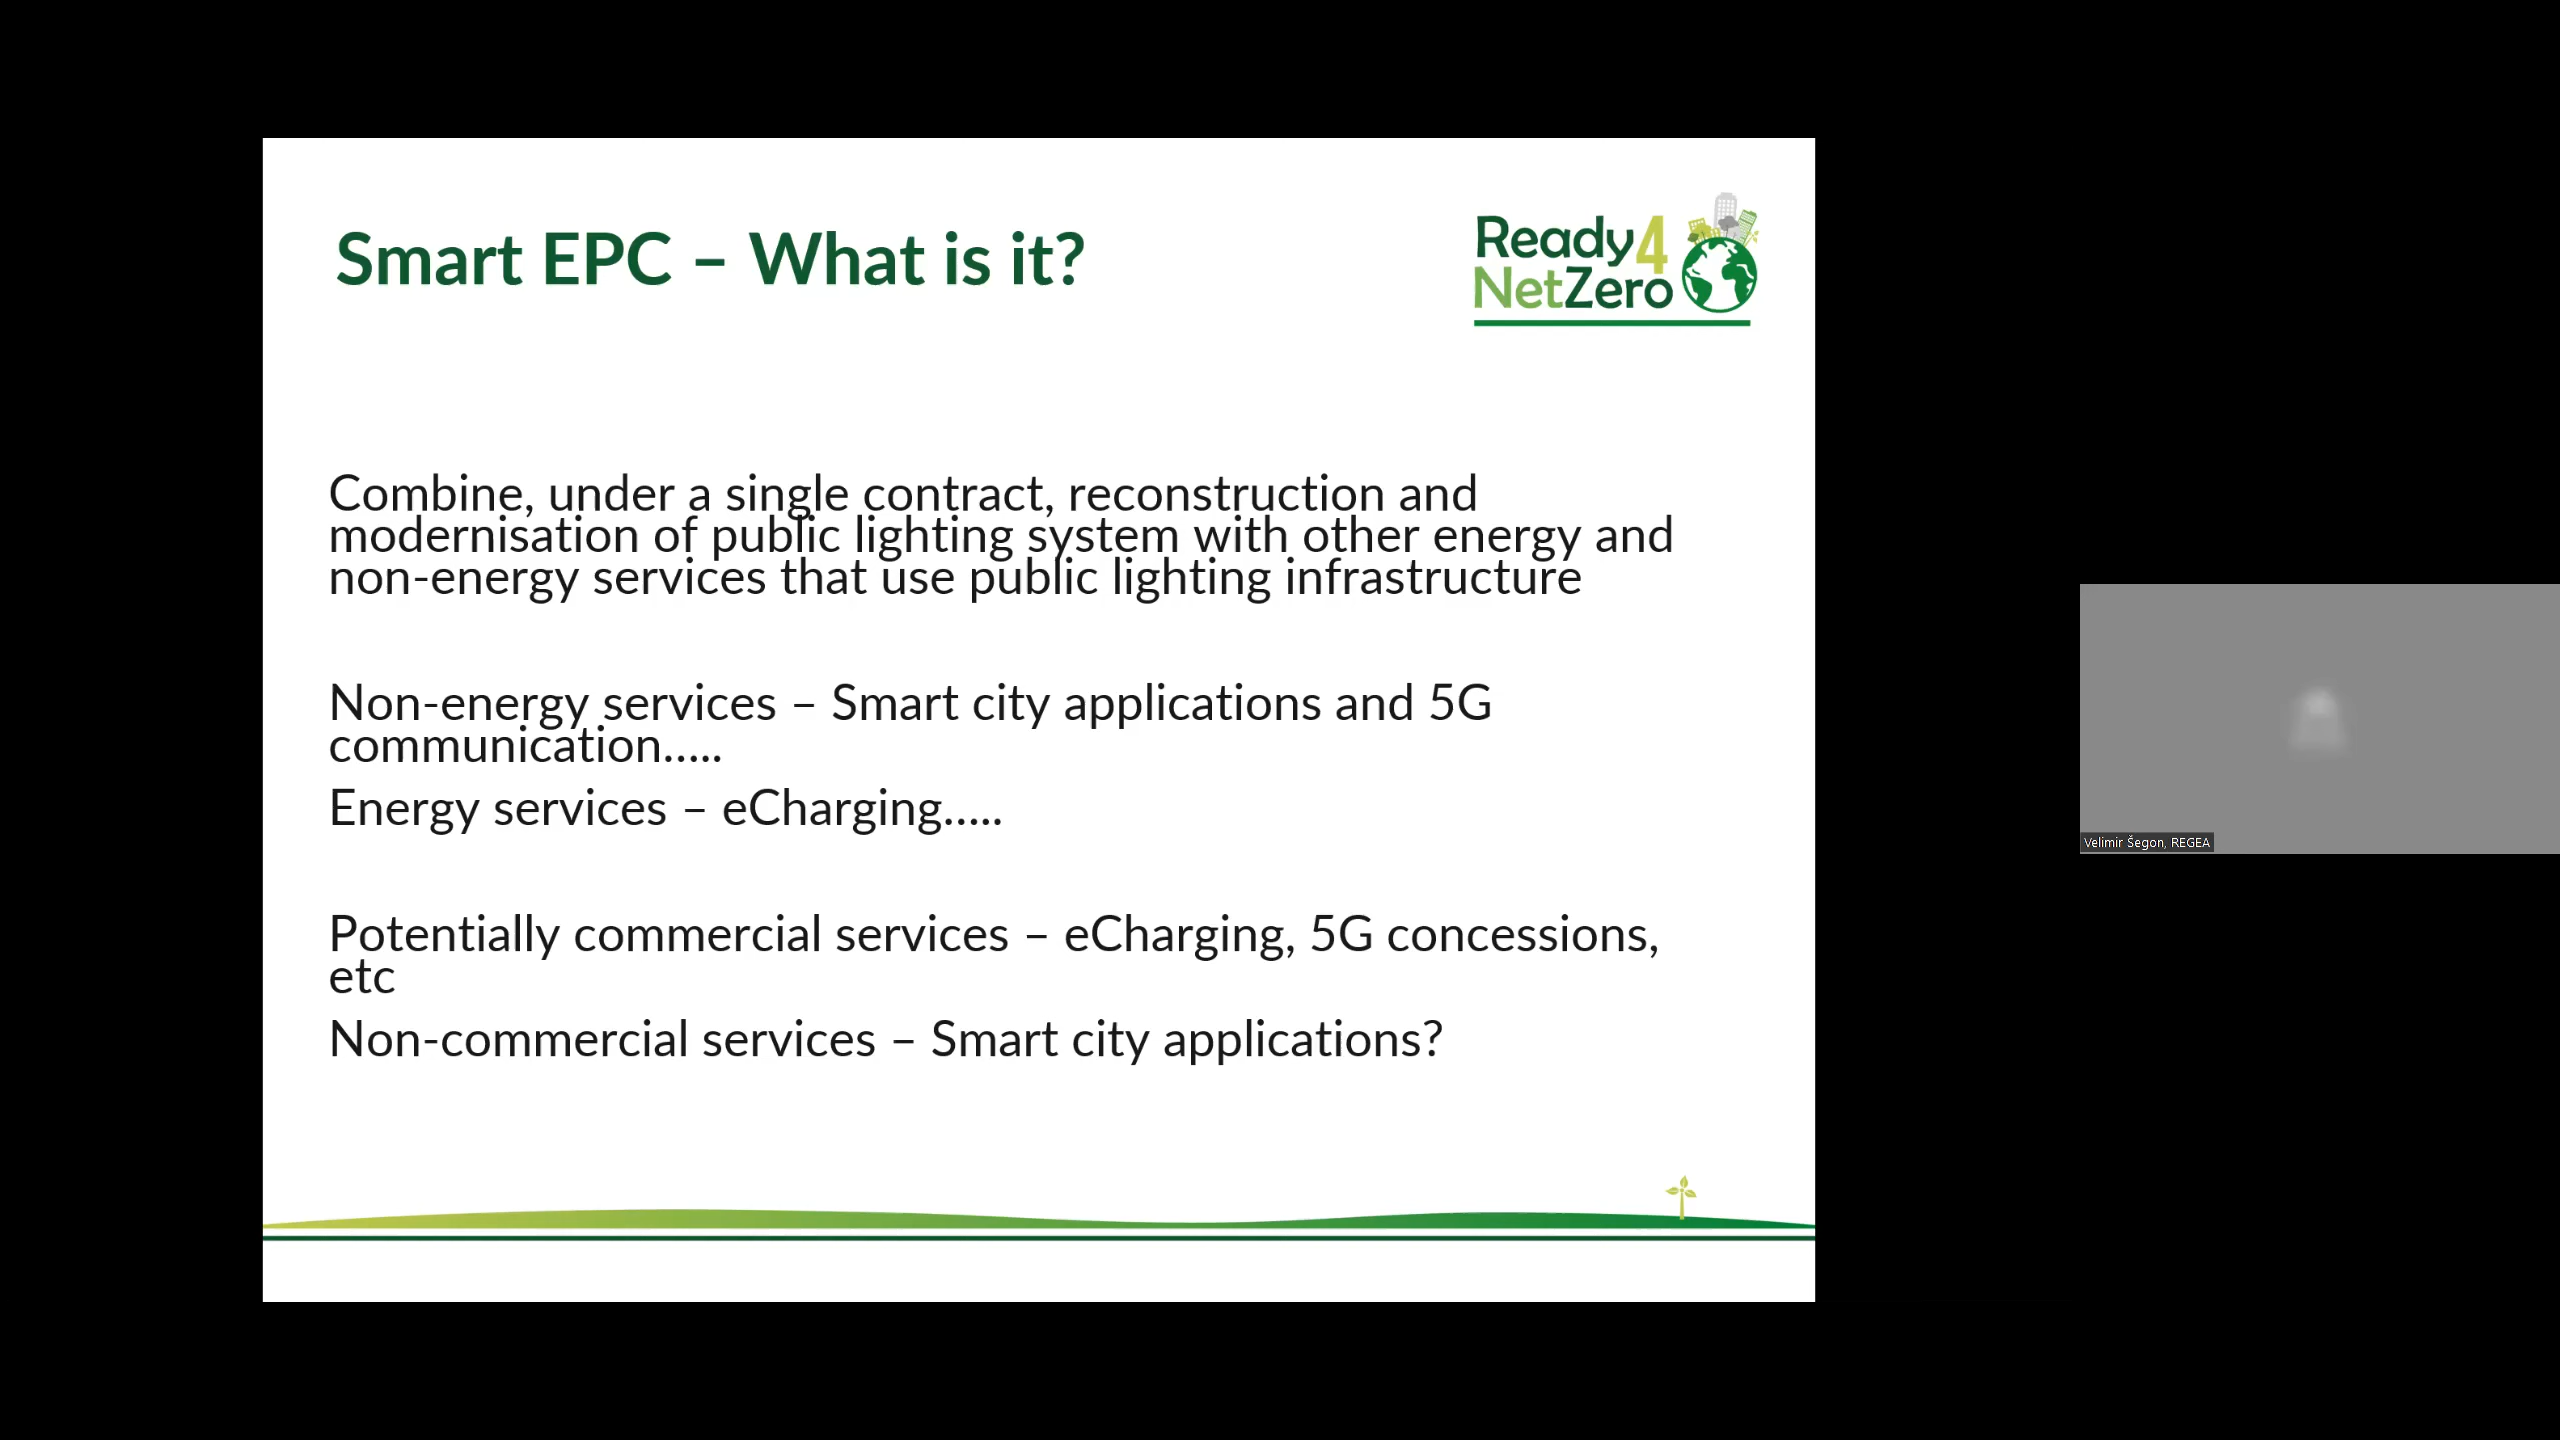 Smart EPC – What is it?
Ready4
NetZero
Combine, under a single contract, reconstruction and
modernisation of public lighting system with other energy and
non-energy services that use public lighting infrastructure
Non-energy services – Smart city applications and 5G
communication…..
Energy services – eCharging…..
Potentially commercial services – eCharging, 5G concessions,
etc
Non-commercial services – Smart city applications?
Velimir Šegon, REGEA